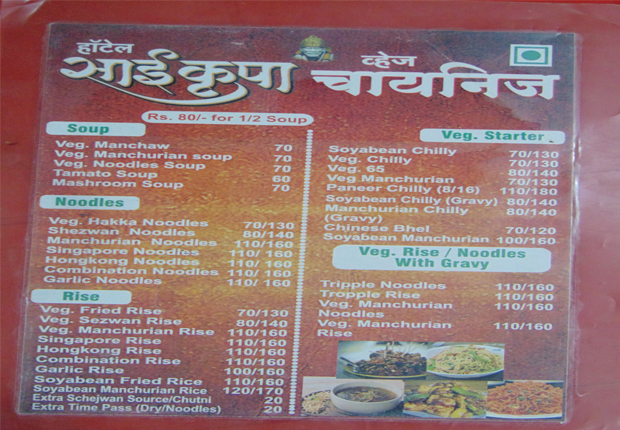 हॉटेल
साई कृपा
व्हेज
चायनिज
Rs. 80/- for 1/2 Soup
Soup
Veg. Manchaw 70
Veg. Manchurian soup 70
Veg. Noodles Soup 70
Tamato Soup 60
Mashroom Soup 70
Noodles
Veg. Hakka Noodles 70/130
Shezwan Noodles 80/140
Manchurian Noodles 110/160
Singapore Noodles 110/160
Hongkong Noodles 110/160
Combination Noodles 110/160
Garlic Noodles 110/160
Rise
Veg. Fried Rise 70/130
Veg. Sezwan Rise 80/140
Veg. Manchurian Rise 110/160
Singapore Rise 110/160
Hongkong Rise 110/160
Combination Rise 110/160
Garlic Rise 100/160
Soyabean Fried Rice 110/160
Soyabean Manchurian Rice 120/170
Extra Schejwan Source/Chutni 20
Extra Time Pass (Dry/Noodles) 20
Veg. Starter
Soyabean Chilly 70/130
Veg. Chilly 70/130
Veg. 65 80/140
Veg. Manchurian 70/130
Paneer Chilly (8/16) 110/180
Soyabean Chilly (Gravy) 80/140
Manchurian Chilly 80/140
(Gravy)
Chinese Bhel 70/120
Soyabean Manchurian 100/160
Veg. Rise / Noodles
With Gravy
Tripple Noodles 110/160
Tropple Rise 110/160
Veg. Manchurian 110/160
Noodles
Veg. Manchurian 110/160
Rise